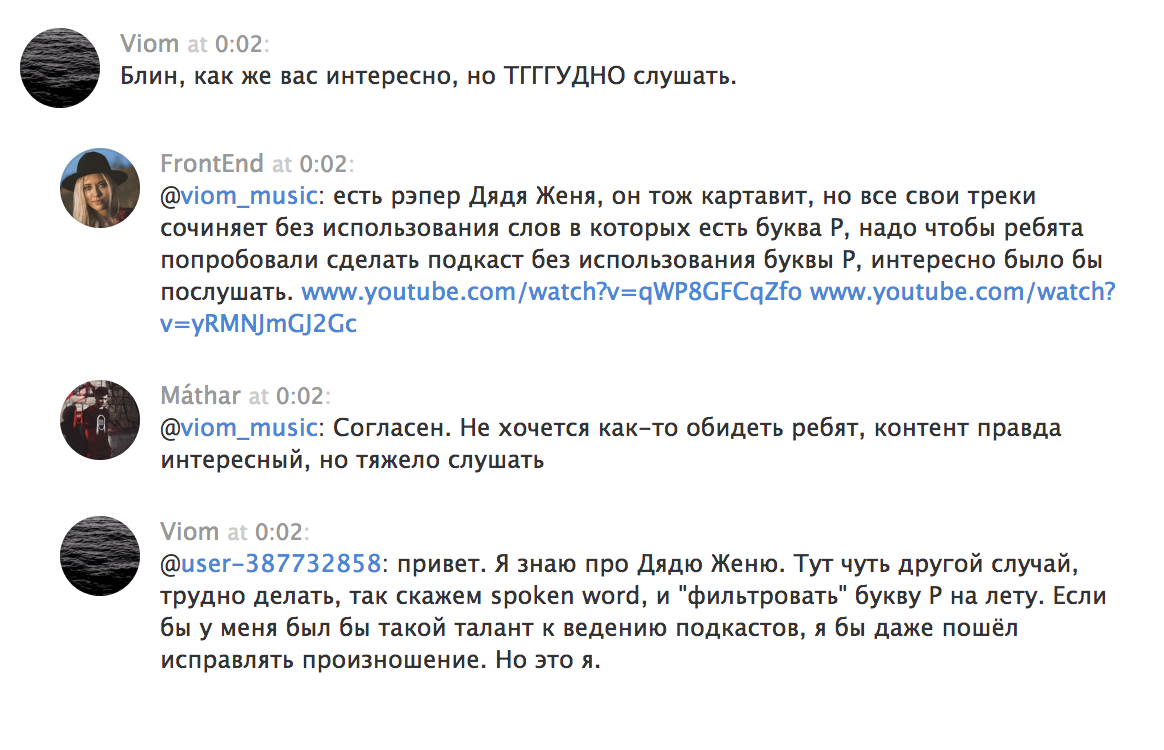 Viom at 0:02:
Блин, как же вас интересно, но ТГГГУДНО слушать.
FrontEnd at 0:02:
@viom_music: есть рэпер Дядя Женя, он тож картавит, но все свои треки
сочиняет без использования слов в которых есть буква Р, надо чтобы ребята
попробовали сделать подкаст без использования буквы Р, интересно было бы
послушать. www.youtube.com/watch?v=qWP8GFCqZfo www.youtube.com/watch?
v=yRMNJmGJ2Gc
Máthar at 0:02:
@viom_music: Согласен. Не хочется как-то обидеть ребят, контент правда
интересный, но тяжело слушать
Viom at 0:02:
@user-387732858: привет. Я знаю про Дядю Женю. Тут чуть другой случай,
трудно делать, так скажем spoken word, и "фильтровать" букву Р на лету. Если
бы у меня был бы такой талант к ведению подкастов, я бы даже пошёл
исправлять произношение. Но это я.